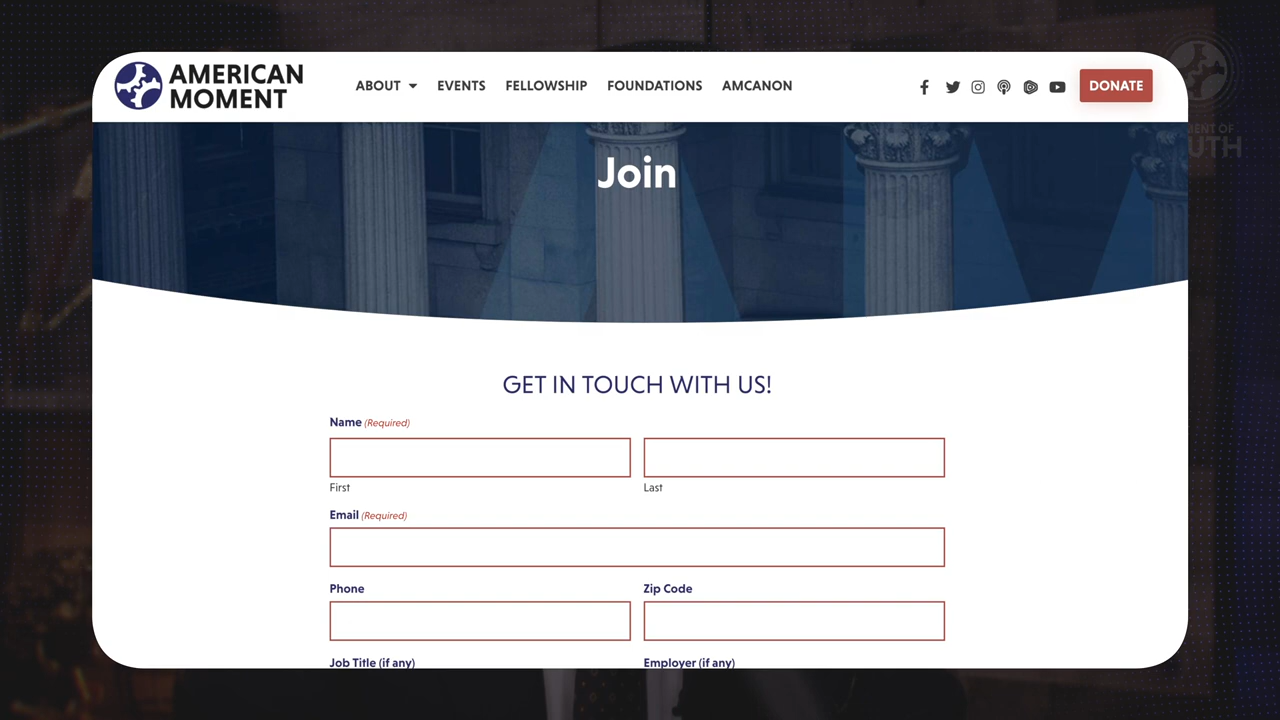 AMERICAN
MOMENT
ABOUT EVENTS FELLOWSHIP FOUNDATIONS AMCANON
DONATE
Join
GET IN TOUCH WITH US!
Name (Required)
First Last
Email (Required)
Phone Zip Code
Job Title (if any) Employer (if any)